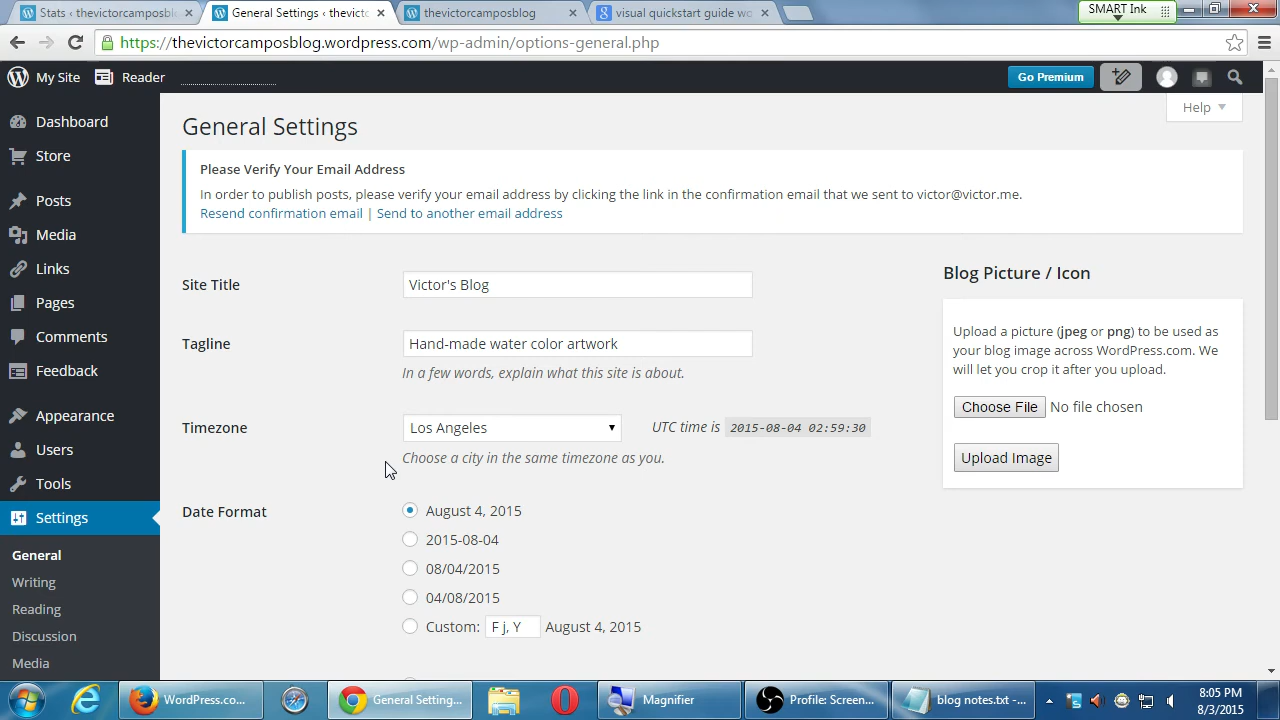 Stats ‹ thevictorcamposbl
General Settings ‹ thevicto
thevictorcamposblog
visual quickstart guide wo
SMART Ink
https://thevictorcamposblog.wordpress.com/wp-admin/options-general.php
My Site
Reader
Go Premium
Dashboard
Store
Posts
Media
Links
Pages
Comments
Feedback
Appearance
Users
Tools
Settings
General
Writing
Reading
Discussion
Media
Help
General Settings
Please Verify Your Email Address
In order to publish posts, please verify your email address by clicking the link in the confirmation email that we sent to victor@victor.me.
Resend confirmation email | Send to another email address
Site Title
Victor's Blog
Tagline
Hand-made water color artwork
In a few words, explain what this site is about.
Timezone
Los Angeles
UTC time is 2015-08-04 02:59:30
Choose a city in the same timezone as you.
Date Format
August 4, 2015
2015-08-04
08/04/2015
04/08/2015
Custom: F j, Y August 4, 2015
Blog Picture / Icon
Upload a picture (jpeg or png) to be used as
your blog image across WordPress.com. We
will let you crop it after you upload.
Choose File No file chosen
Upload Image
WordPress.co...
General Setting...
Magnifier
Profile: Screen...
blog notes.txt -...
8:05 PM
8/3/2015